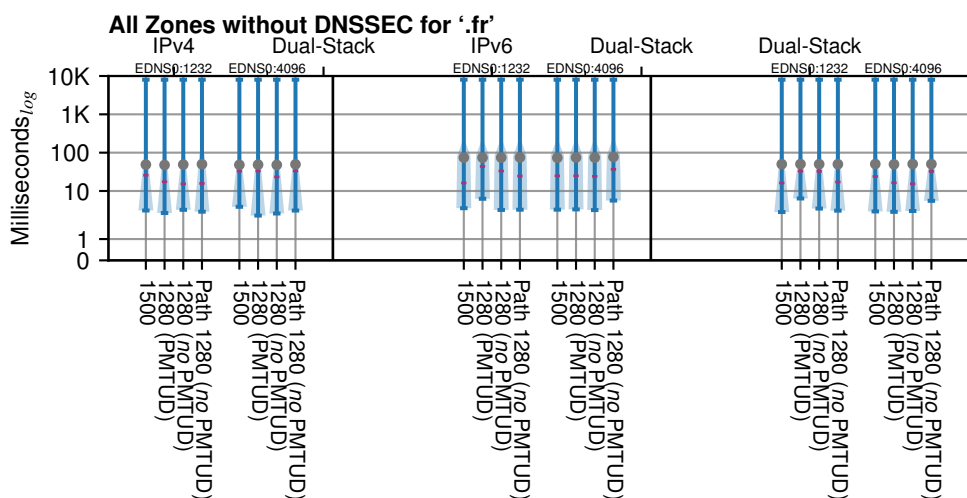 All Zones without DNSSEC for ‘.fr’
IPv4 Dual-Stack IPv6 Dual-Stack Dual-Stack
EDNS0:1232 EDNS0:4096 EDNS0:1232 EDNS0:4096 EDNS0:1232 EDNS0:4096
Milliseconds log
10K
1K
100
10
1
0
1500
1280 (PMTUD)
1280 (no PMTUD)
Path 1280 (no PMTUD)
1500
1280 (PMTUD)
1280 (no PMTUD)
Path 1280 (no PMTUD)
1500
1280 (PMTUD)
1280 (no PMTUD)
Path 1280 (no PMTUD)
1500
1280 (PMTUD)
1280 (no PMTUD)
Path 1280 (no PMTUD)
1500
1280 (PMTUD)
1280 (no PMTUD)
Path 1280 (no PMTUD)
1500
1280 (PMTUD)
1280 (no PMTUD)
Path 1280 (no PMTUD)